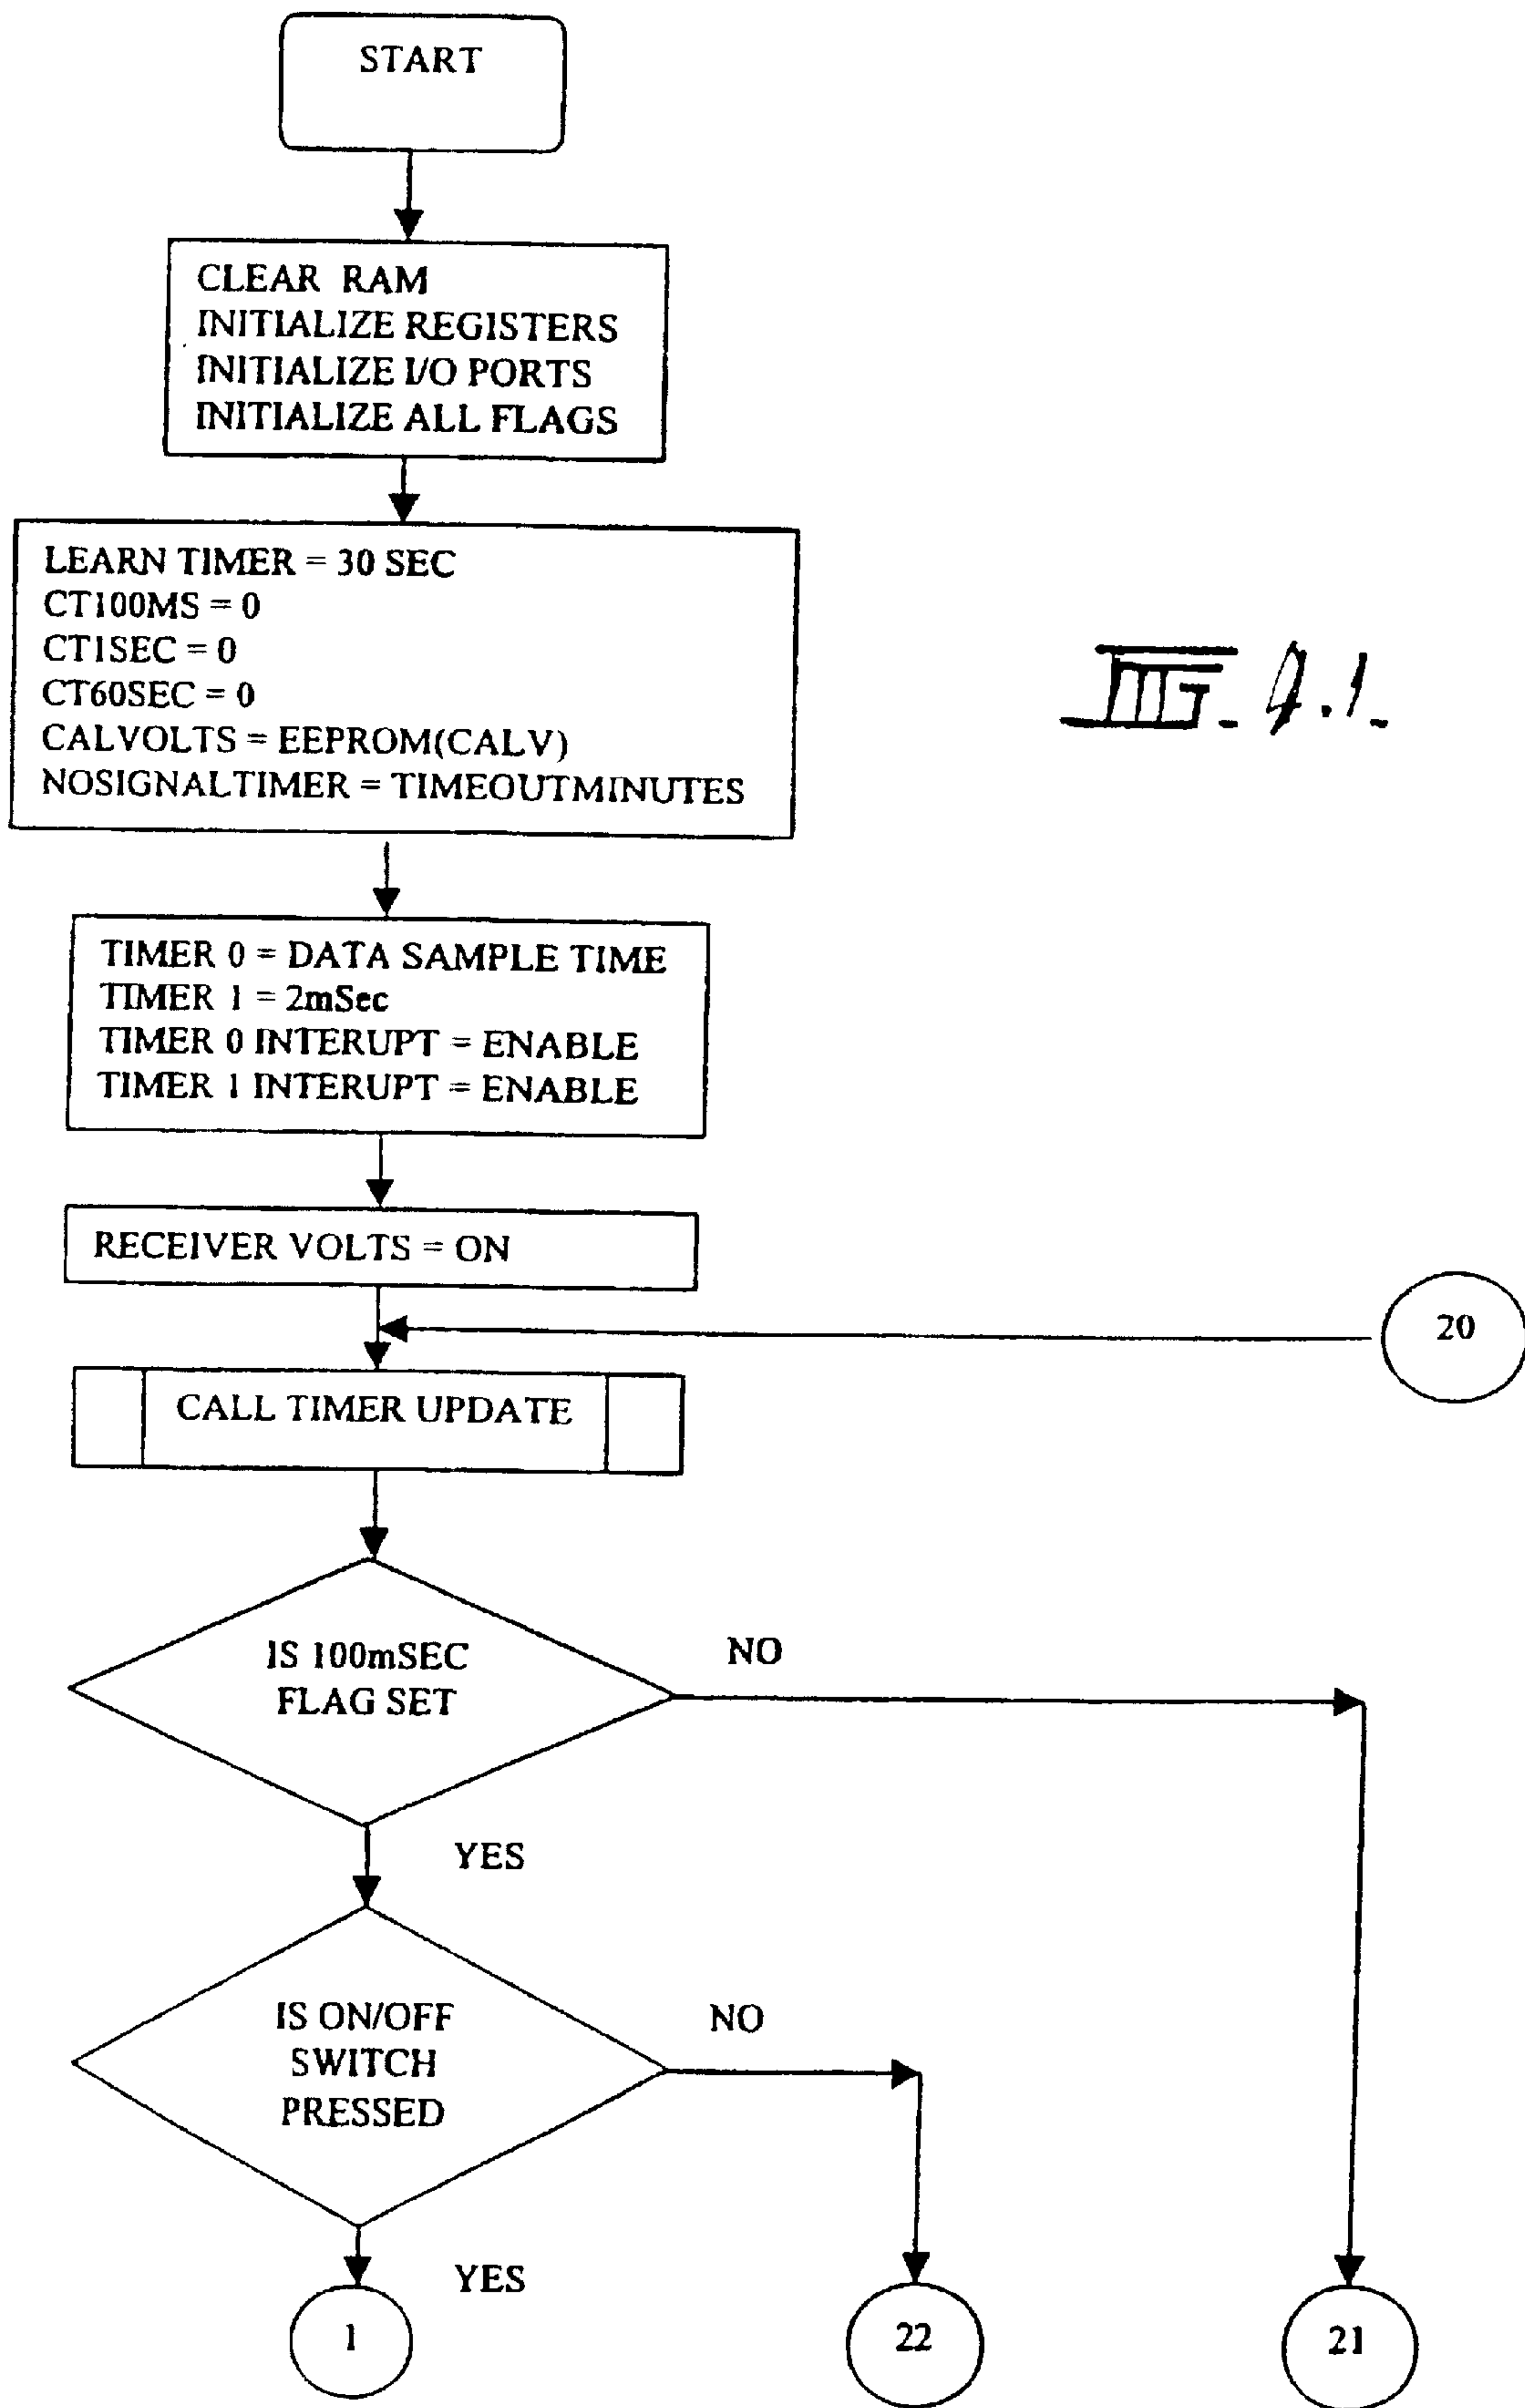 START
CLEAR RAM
INITIALIZE REGISTERS
INITIALIZE I/O PORTS
INITIALIZE ALL FLAGS
LEARN TIMER = 30 SEC
CT100MS = 0
CT1SEC = 0
CT60SEC = 0
CALVOLTS = EEPROM(CALV)
NOSIGNALTIMER = TIMEOUTMINUTES
TIMER 0 = DATA SAMPLE TIME
TIMER 1 = 2mSec
TIMER 0 INTERUPT = ENABLE
TIMER 1 INTERUPT = ENABLE
RECEIVER VOLTS = ON
20
CALL TIMER UPDATE
IS 100mSEC
FLAG SET
NO
YES
IS ON/OFF
SWITCH
PRESSED
NO
YES
1
22
21